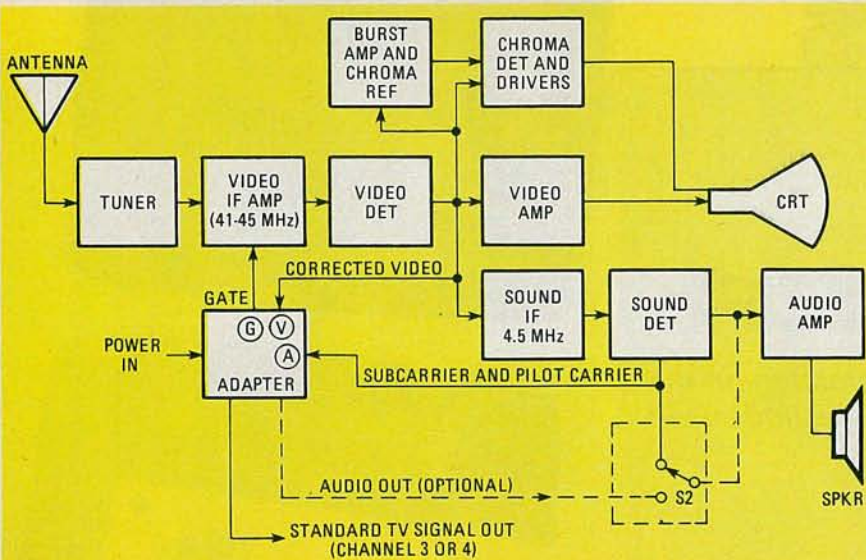 BURST
AMP AND
CHROMA
REF
CHROMA
DET AND
DRIVERS
ANTENNA
TUNER
VIDEO
IF AMP
(41-45 MHz)
VIDEO
DET
VIDEO
AMP
CRT
CORRECTED VIDEO
GATE
SOUND
IF
4.5 MHz
SOUND
DET
AUDIO
AMP
POWER
IN
G V
A
ADAPTER
SUBCARRIER AND PILOT CARRIER
AUDIO OUT (OPTIONAL)
S2
SPKR
STANDARD TV SIGNAL OUT
(CHANNEL 3 OR 4)